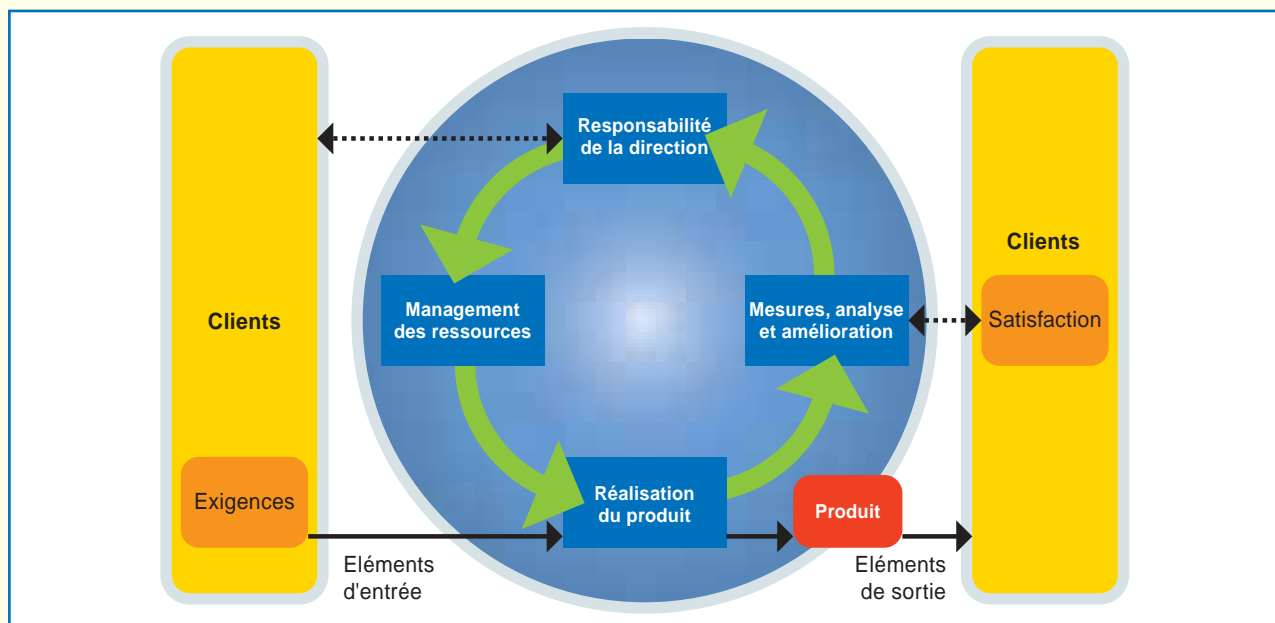 Responsabilité
de la direction
Clients
Management
des ressources
Clients
Mesures, analyse
et amélioration
Satisfaction
Exigences
Réalisation
du produit
Produit
Eléments
d'entrée
Eléments
de sortie